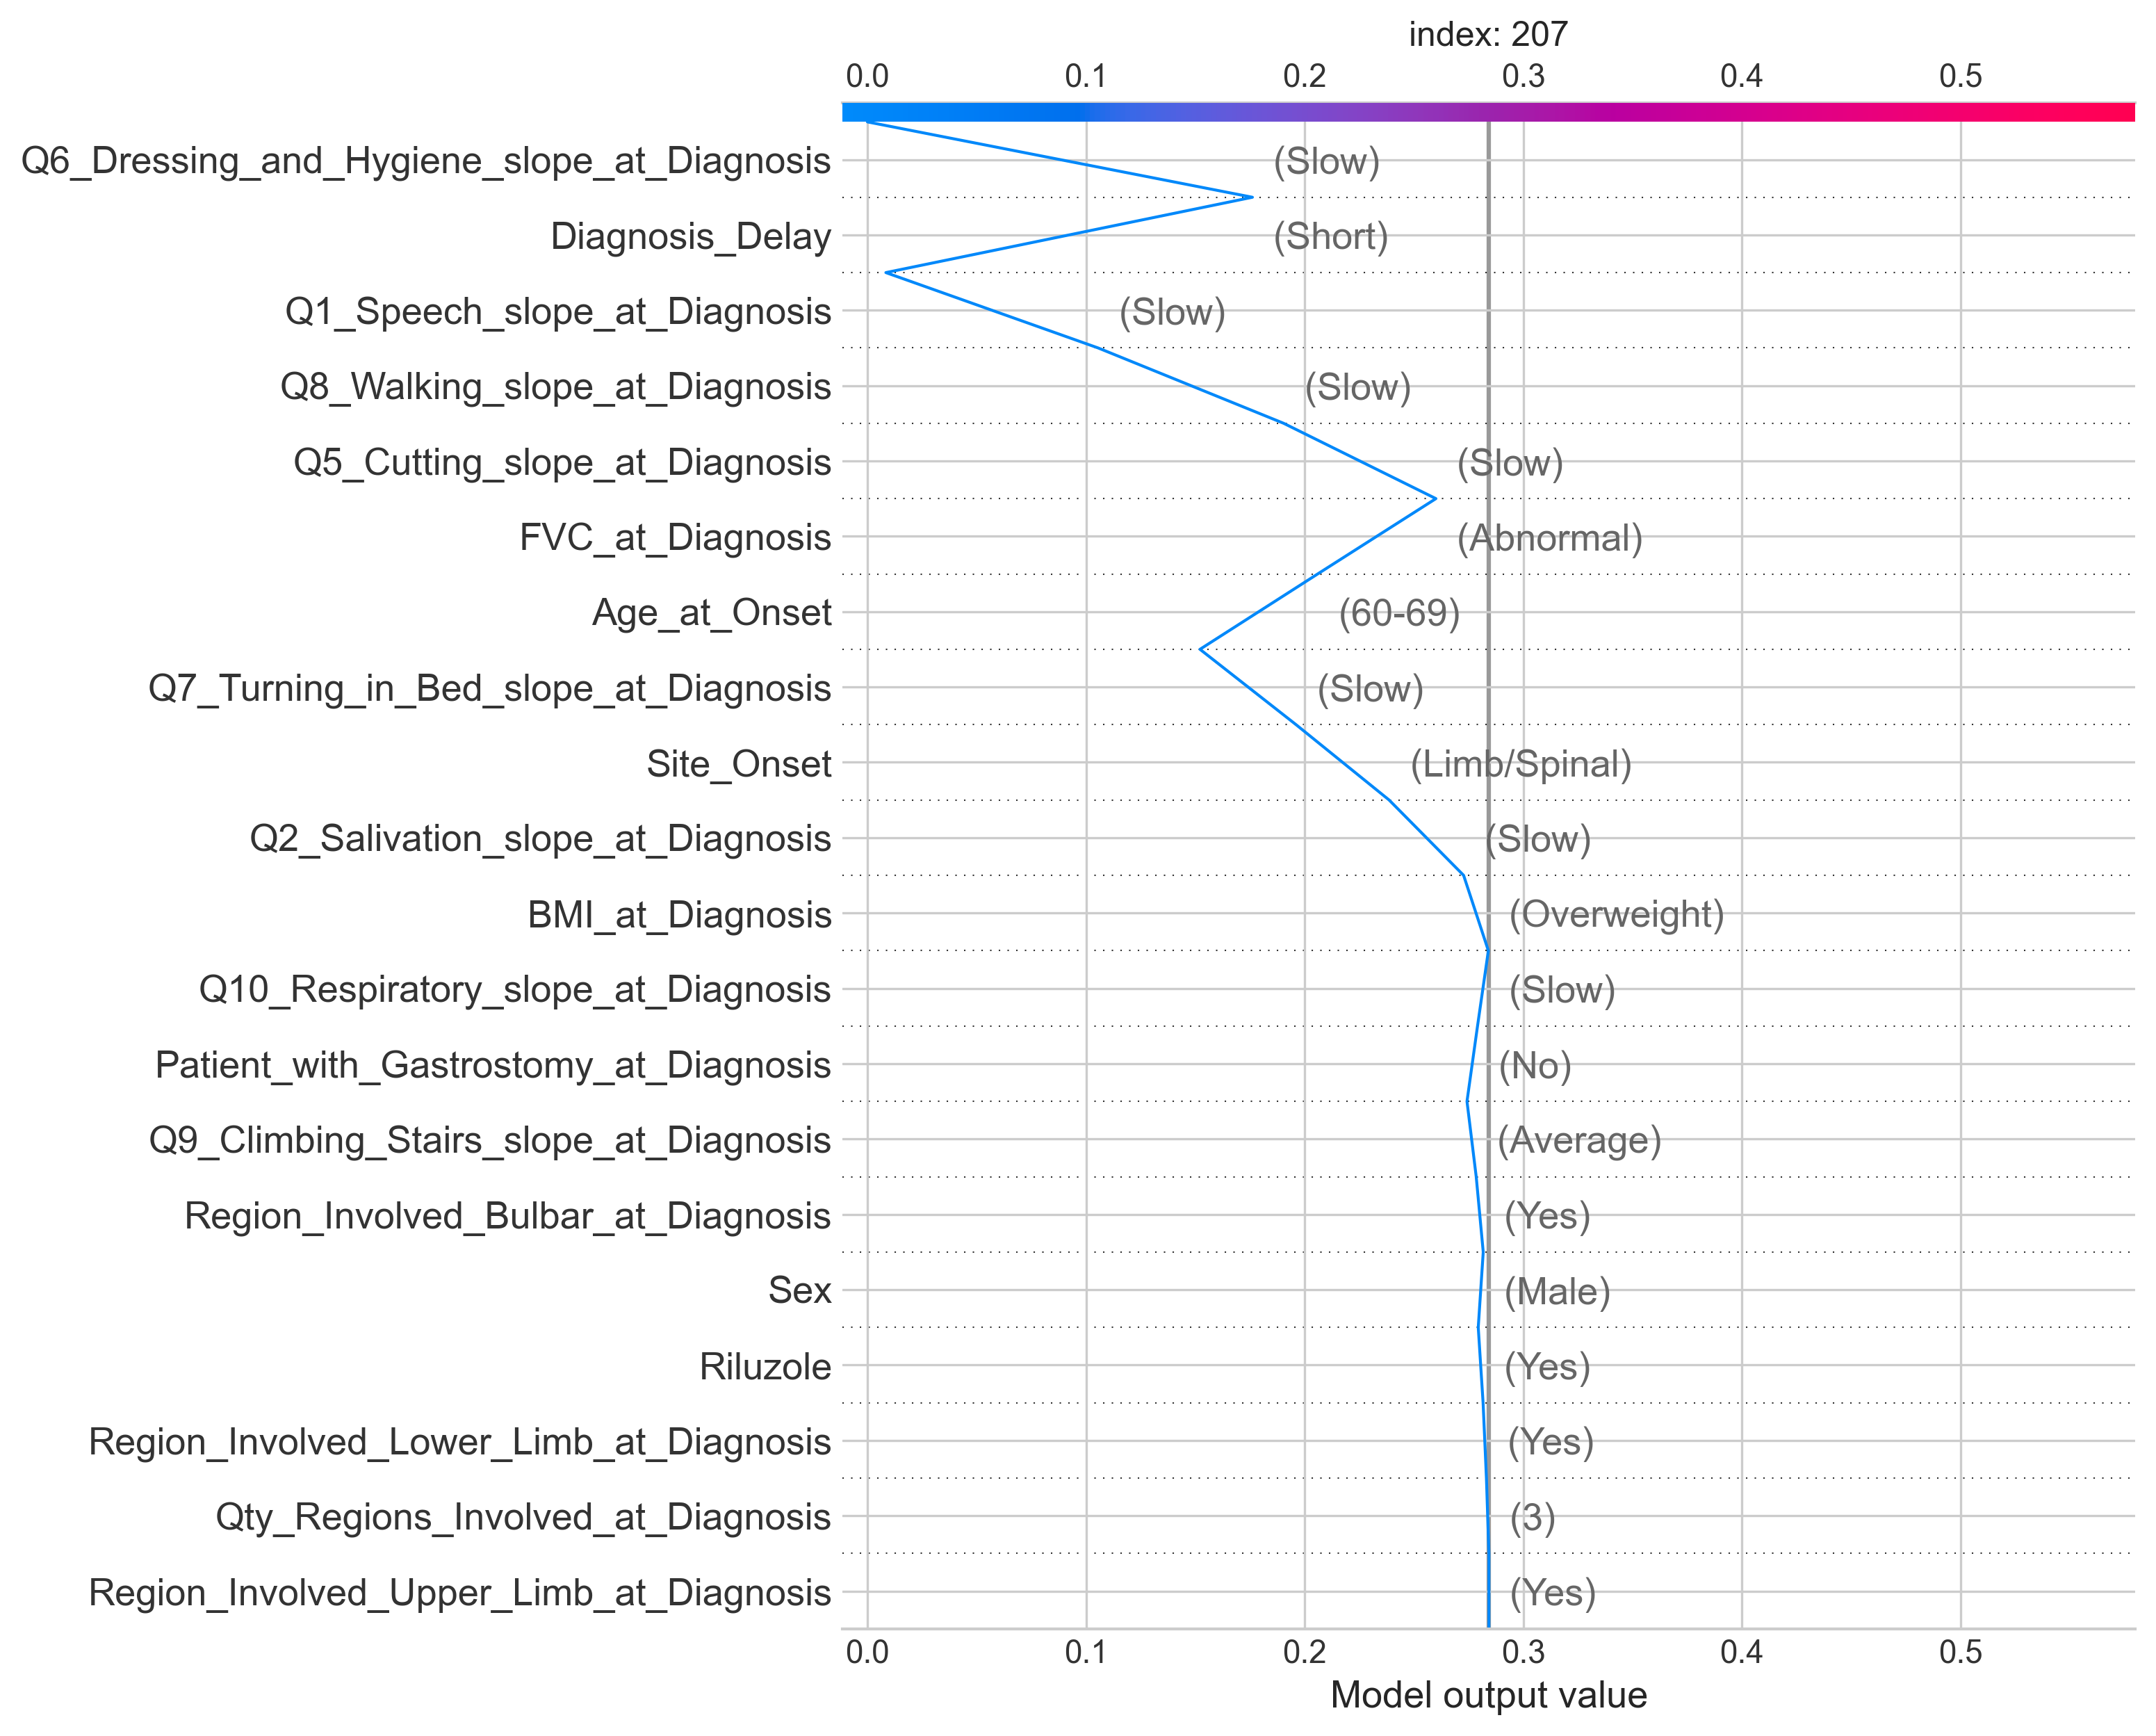 index: 207
0.0 0.1 0.2 0.3 0.4 0.5
Q6_Dressing_and_Hygiene_slope_at_Diagnosis (Slow)
Diagnosis_Delay (Short)
Q1_Speech_slope_at_Diagnosis (Slow)
Q8_Walking_slope_at_Diagnosis (Slow)
Q5_Cutting_slope_at_Diagnosis (Slow)
FVC_at_Diagnosis (Abnormal)
Age_at_Onset (60-69)
Q7_Turning_in_Bed_slope_at_Diagnosis (Slow)
Site_Onset (Limb/Spinal)
Q2_Salivation_slope_at_Diagnosis (Slow)
BMI_at_Diagnosis (Overweight)
Q10_Respiratory_slope_at_Diagnosis (Slow)
Patient_with_Gastrostomy_at_Diagnosis (No)
Q9_Climbing_Stairs_slope_at_Diagnosis (Average)
Region_Involved_Bulbar_at_Diagnosis (Yes)
Sex (Male)
Riluzole (Yes)
Region_Involved_Lower_Limb_at_Diagnosis (Yes)
Qty_Regions_Involved_at_Diagnosis (3)
Region_Involved_Upper_Limb_at_Diagnosis (Yes)
0.0 0.1 0.2 0.3 0.4 0.5
Model output value